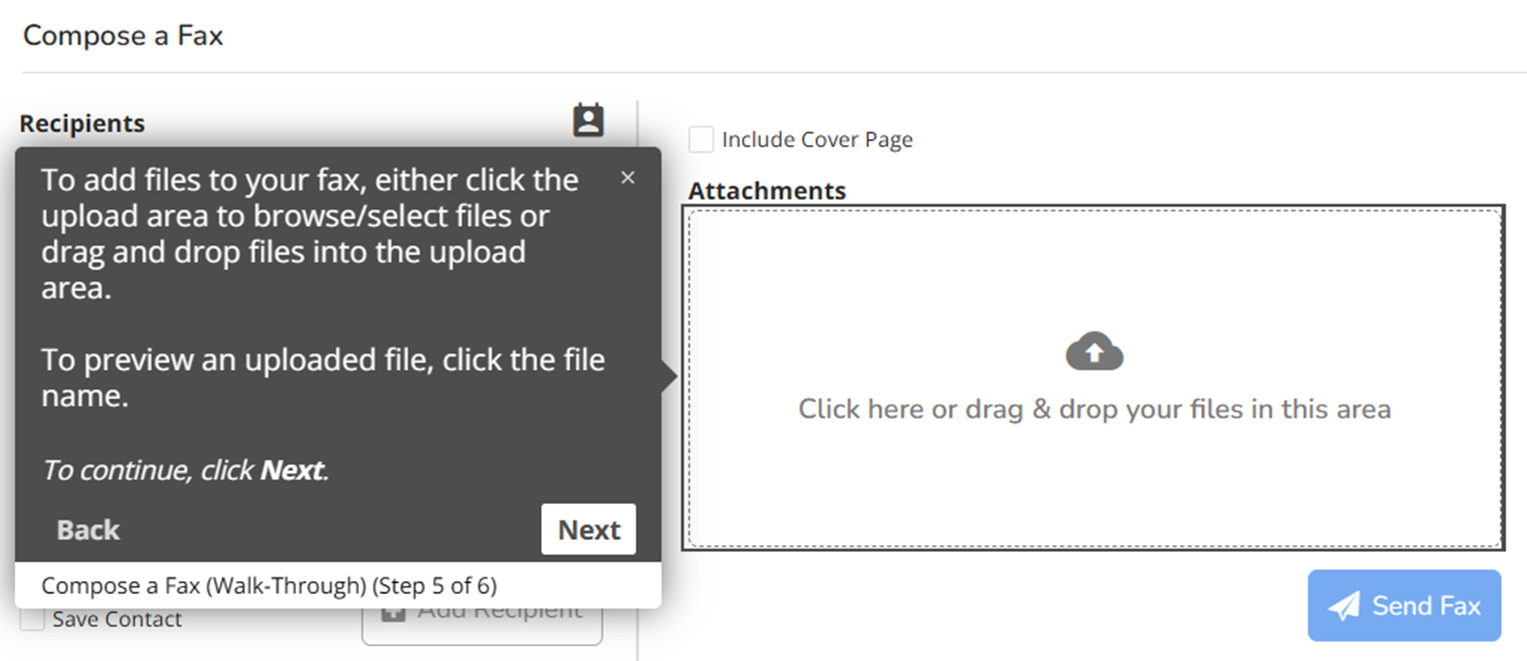 Compose a Fax
Recipients
To add files to your fax, either click the
upload area to browse/select files or
drag and drop files into the upload
area.
To preview an uploaded file, click the file
name.
To continue, click Next.
Back
Next
Compose a Fax (Walk-Through) (Step 5 of 6)
Save Contact
Add Recipient
Include Cover Page
Attachments
Click here or drag & drop your files in this area
Send Fax